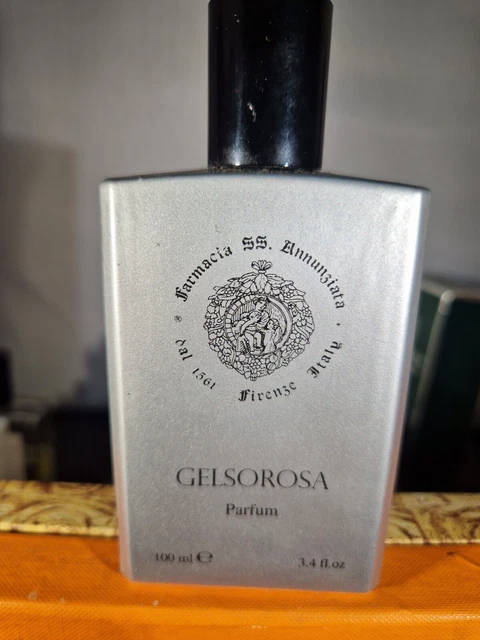 Farmacia SS. Annunziata
® dal 1561 Firenze Italy
GELSOROSA
Parfum
100 ml ℮
3.4 fl.oz